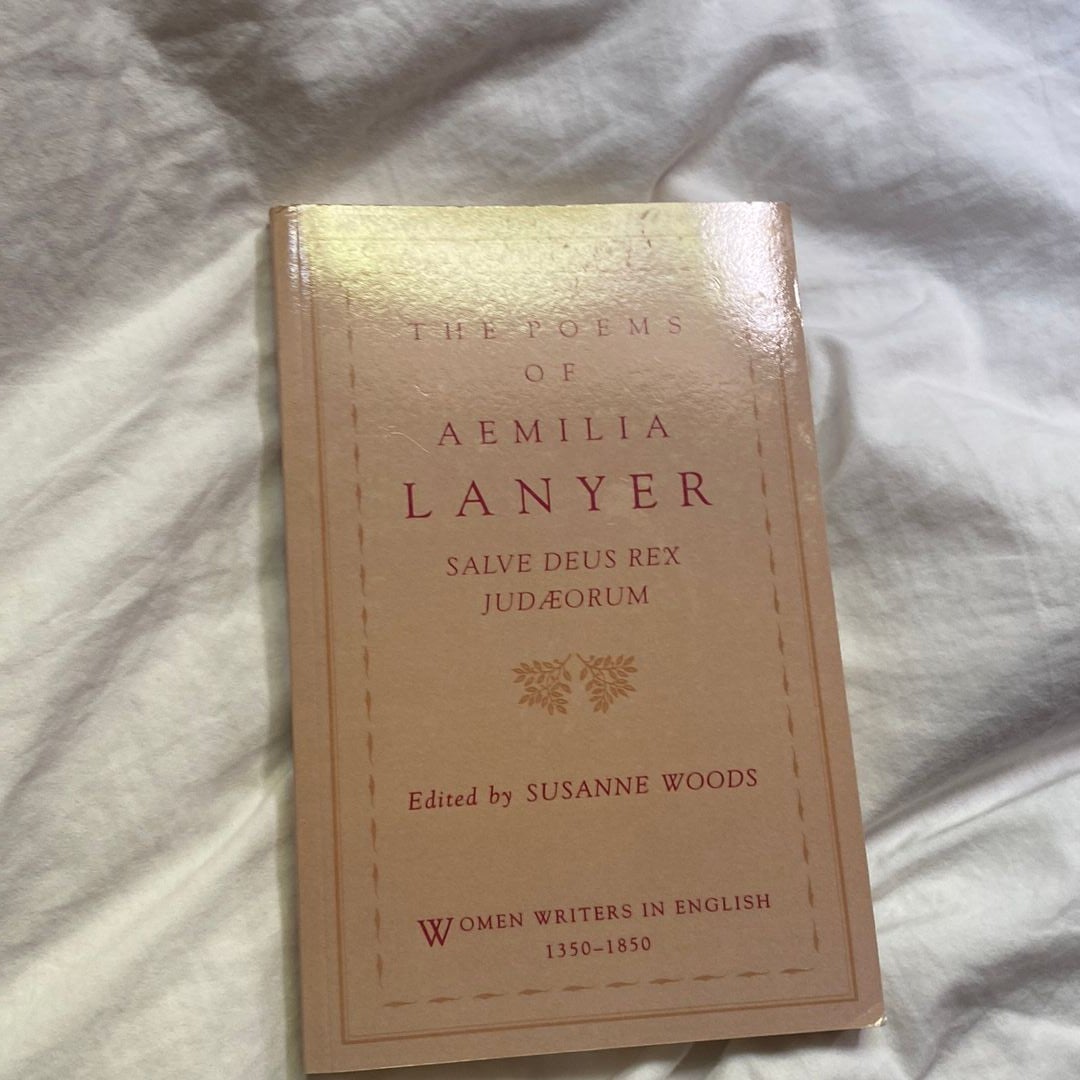 THE POEMS
OF
AEMILIA
LANYER
SALVE DEUS REX
JUDÆORUM
Edited by SUSANNE WOODS
WOMEN WRITERS IN ENGLISH
1350–1850